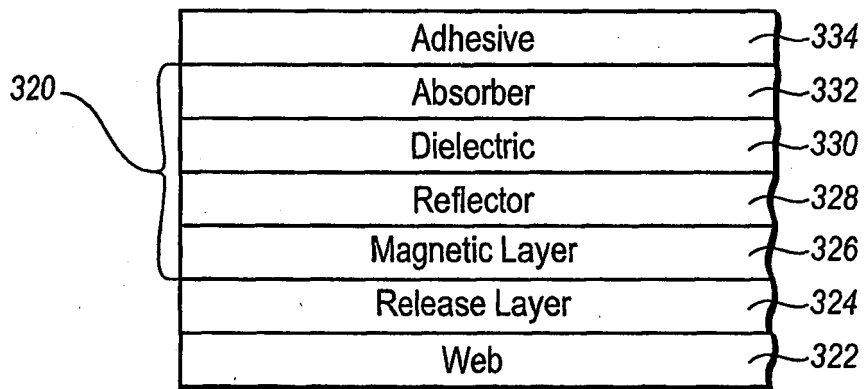 Adhesive 334
320 Absorber 332
Dielectric 330
Reflector 328
Magnetic Layer 326
Release Layer 324
Web 322